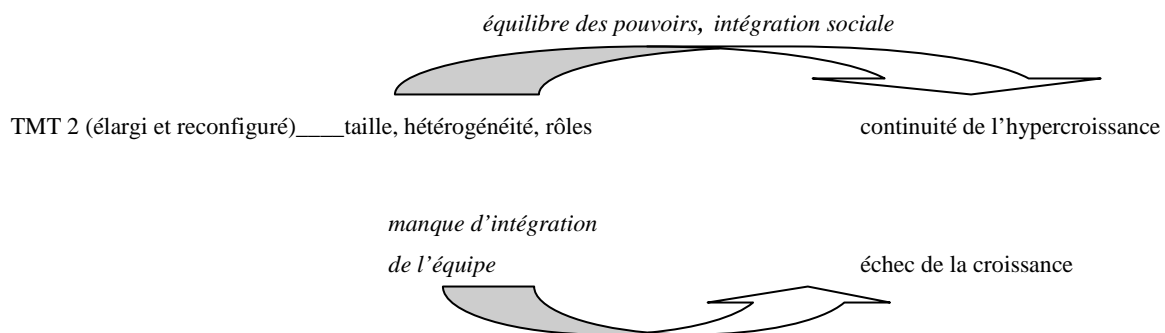 équilibre des pouvoirs, intégration sociale
TMT 2 (élargi et reconfiguré)____taille, hétérogénéité, rôles continuité de l’hypercroissance
manque d’intégration
de l’équipe échec de la croissance